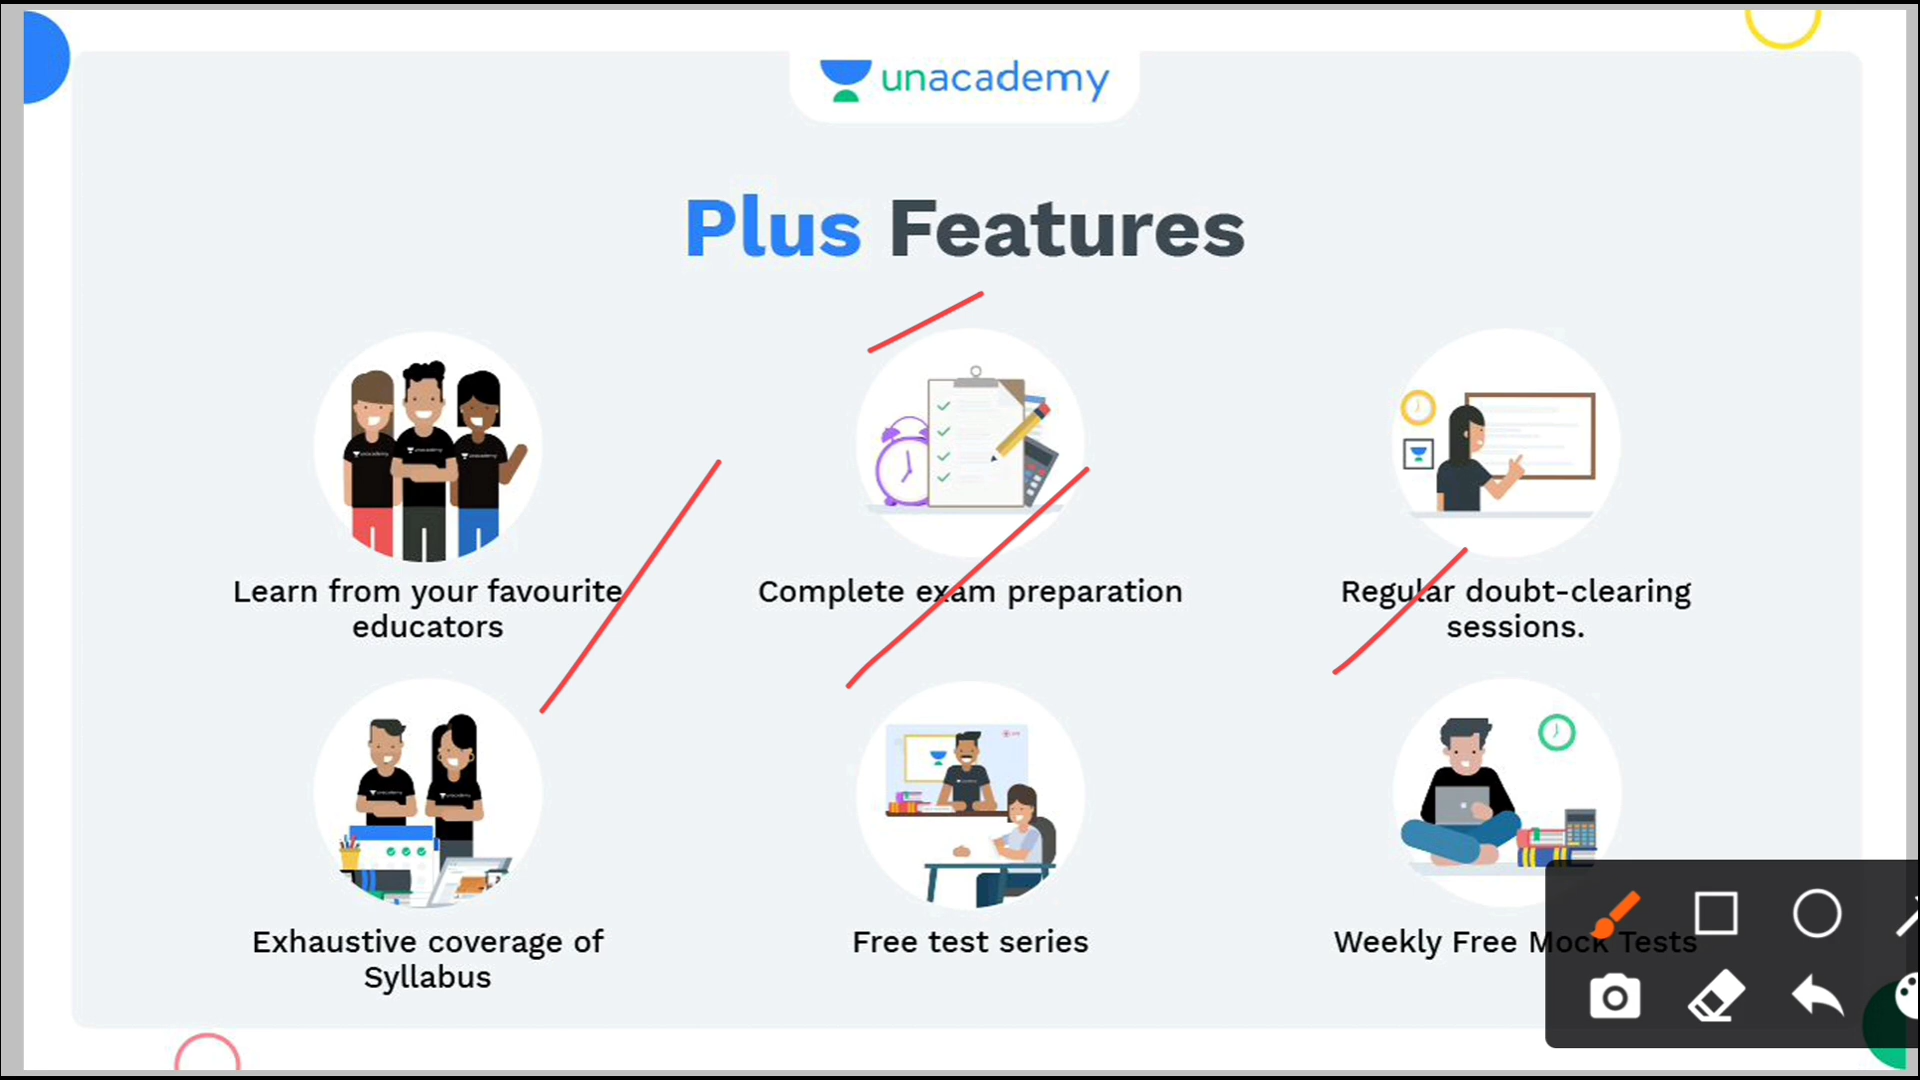 unacademy
Plus Features
Learn from your favourite
educators
Complete exam preparation
Regular doubt-clearing
sessions.
Exhaustive coverage of
Syllabus
Free test series
Weekly Free Mock Tests